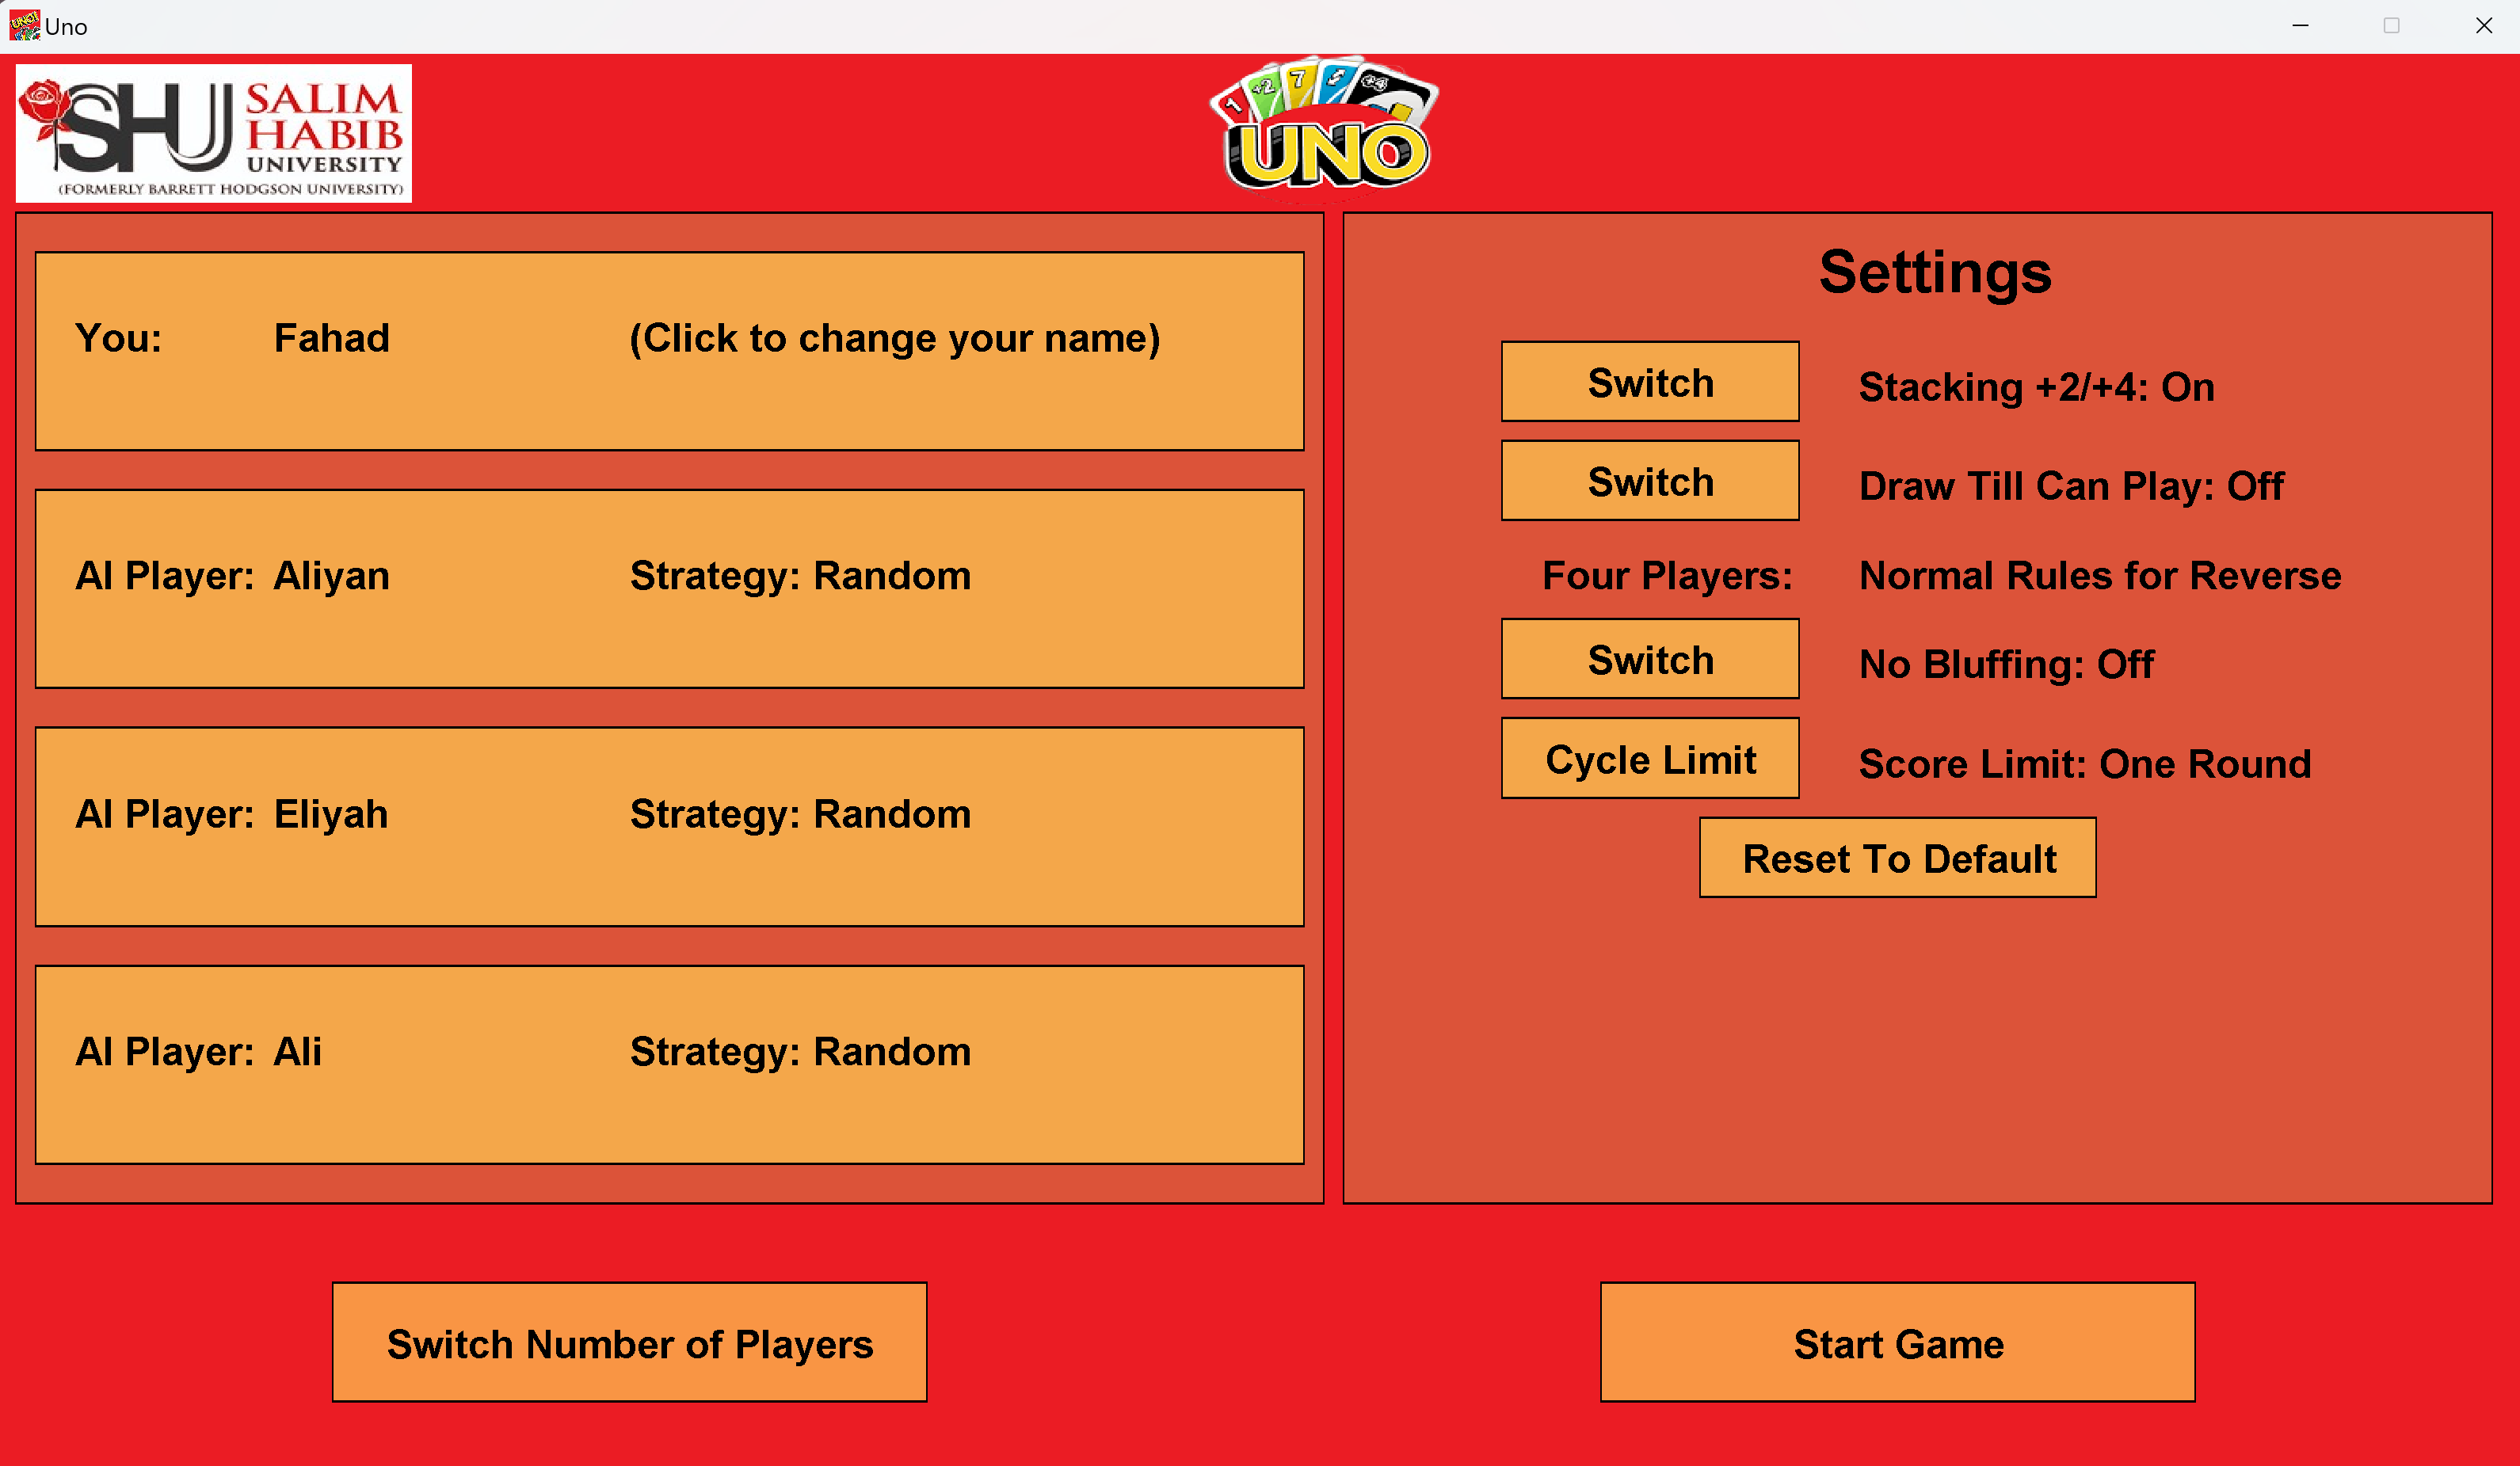 Uno
SHU SALIM
HABIB
UNIVERSITY
(FORMERLY BARRETT HODGSON UNIVERSITY)
1 +2 7 +4
UNO
You: Fahad (Click to change your name)
AI Player: Aliyan Strategy: Random
AI Player: Eliyah Strategy: Random
AI Player: Ali Strategy: Random
Settings
Switch Stacking +2/+4: On
Switch Draw Till Can Play: Off
Four Players: Normal Rules for Reverse
Switch No Bluffing: Off
Cycle Limit Score Limit: One Round
Reset To Default
Switch Number of Players
Start Game